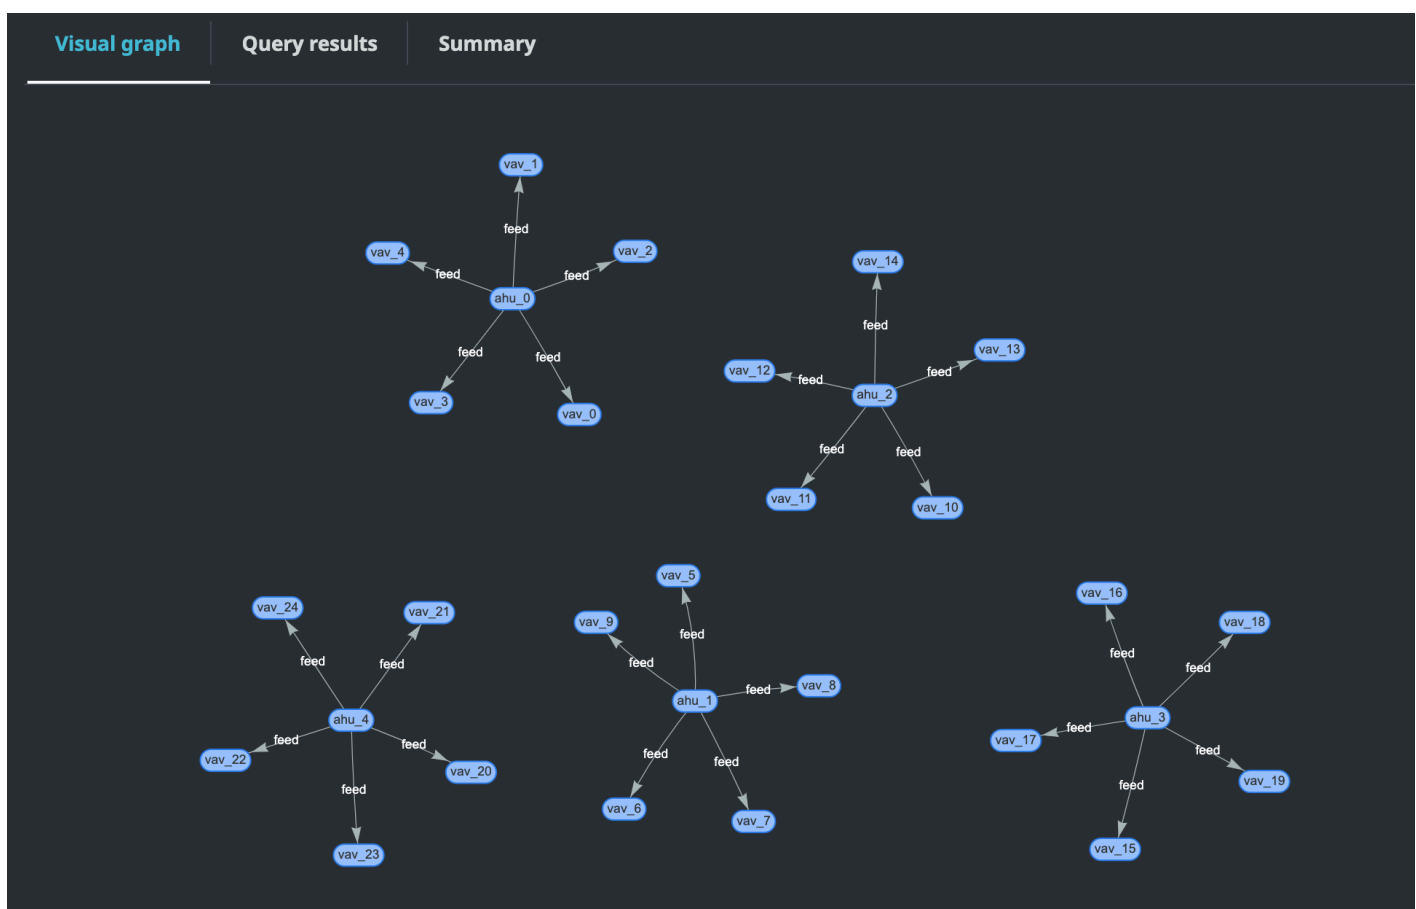 Visual graph
Query results
Summary
vav_1
feed
vav_4
feed
feed
vav_2
ahu_0
feed
feed
vav_3
vav_0
vav_14
feed
vav_12
feed
feed
vav_13
ahu_2
feed
feed
vav_11
vav_10
vav_24
vav_21
feed
feed
ahu_4
feed
feed
vav_22
vav_20
feed
vav_23
vav_5
vav_9
feed
feed
ahu_1
feed
vav_8
feed
feed
vav_6
vav_7
vav_16
vav_18
feed
feed
ahu_3
vav_17
feed
feed
vav_19
feed
vav_15